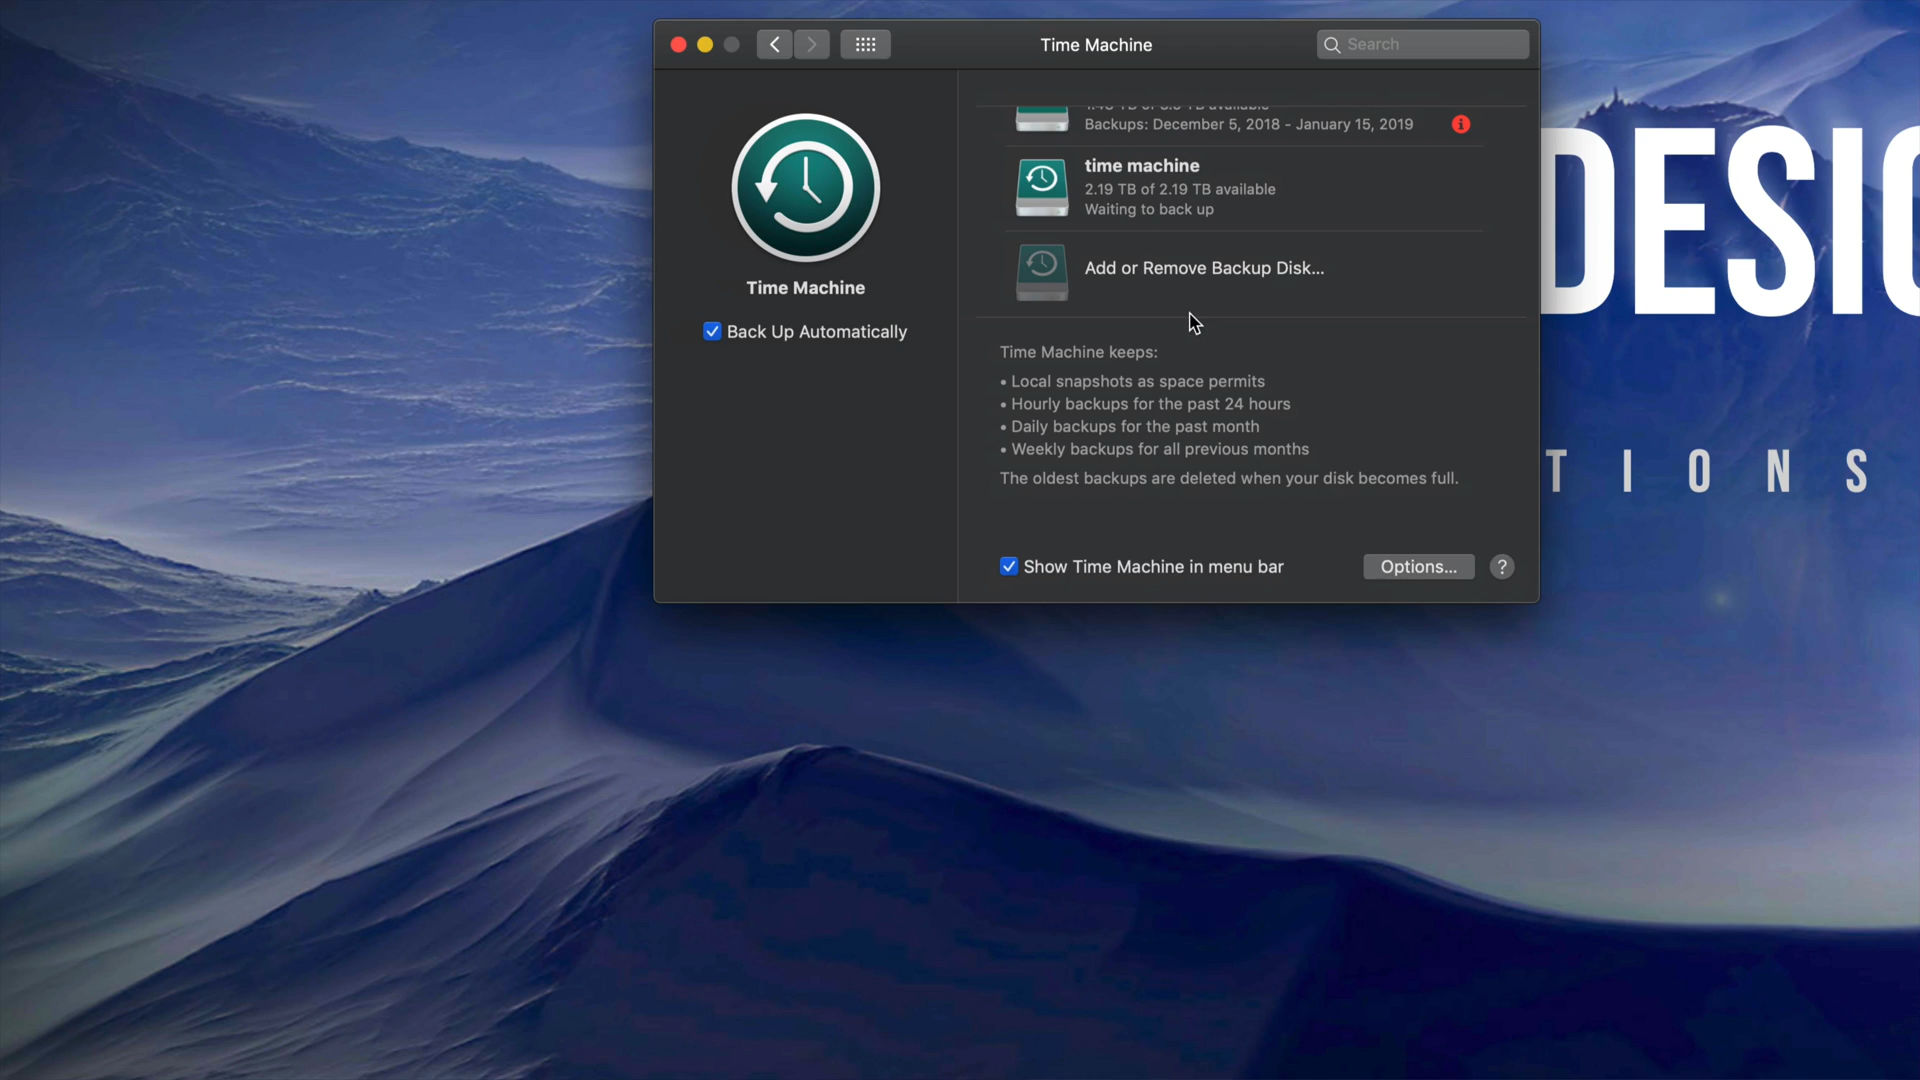 Time Machine
Search
Backups: December 5, 2018 - January 15, 2019
time machine
2.19 TB of 2.19 TB available
Waiting to back up
Add or Remove Backup Disk...
Time Machine
Back Up Automatically
Time Machine keeps:
• Local snapshots as space permits
• Hourly backups for the past 24 hours
• Daily backups for the past month
• Weekly backups for all previous months
The oldest backups are deleted when your disk becomes full.
Show Time Machine in menu bar
Options...
?
DESIG
TIONS